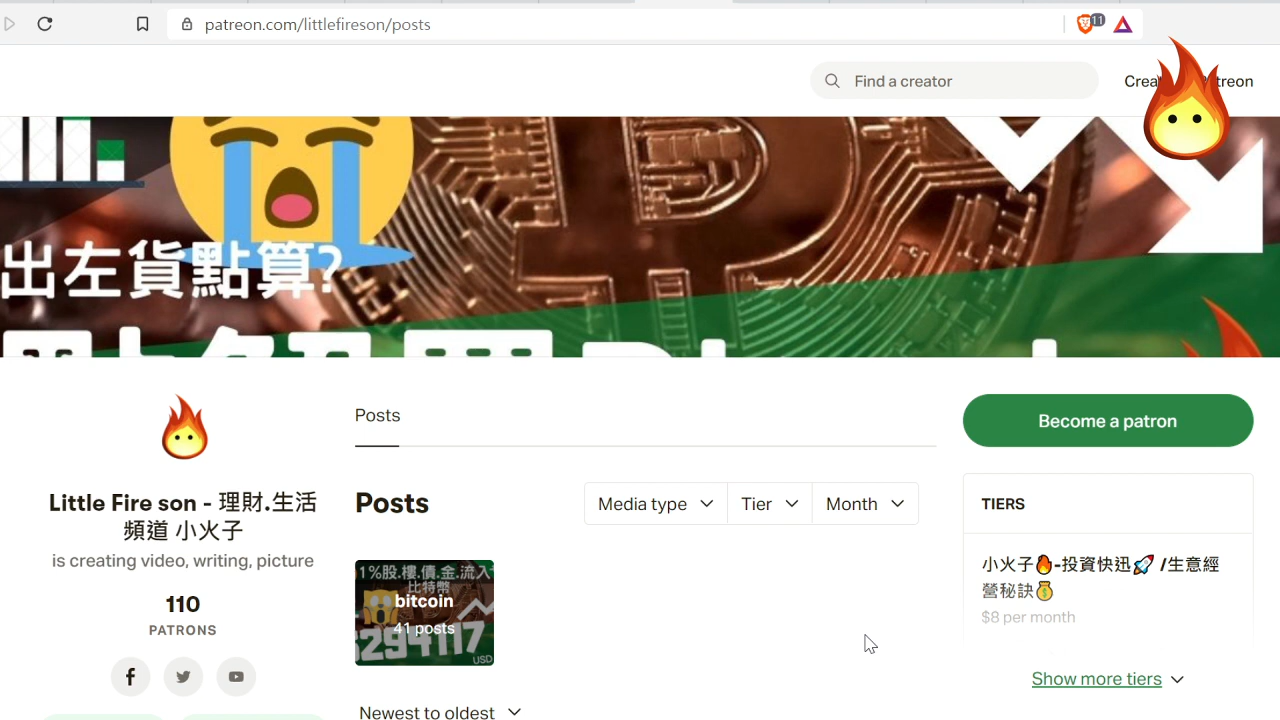 patreon.com/littlefireson/posts
11
Find a creator
出左貨點算?
Posts
Become a patron
Little Fire son - 理財.生活
頻道 小火子
is creating video, writing, picture
110
PATRONS
Posts
Media type
Tier
Month
1%股.樓.債.金.流入
比特幣
bitcoin
41 posts
5294117
USD
Newest to oldest
TIERS
小火子🔥-投資快迅🚀 /生意經
營秘訣💰
$8 per month
Show more tiers